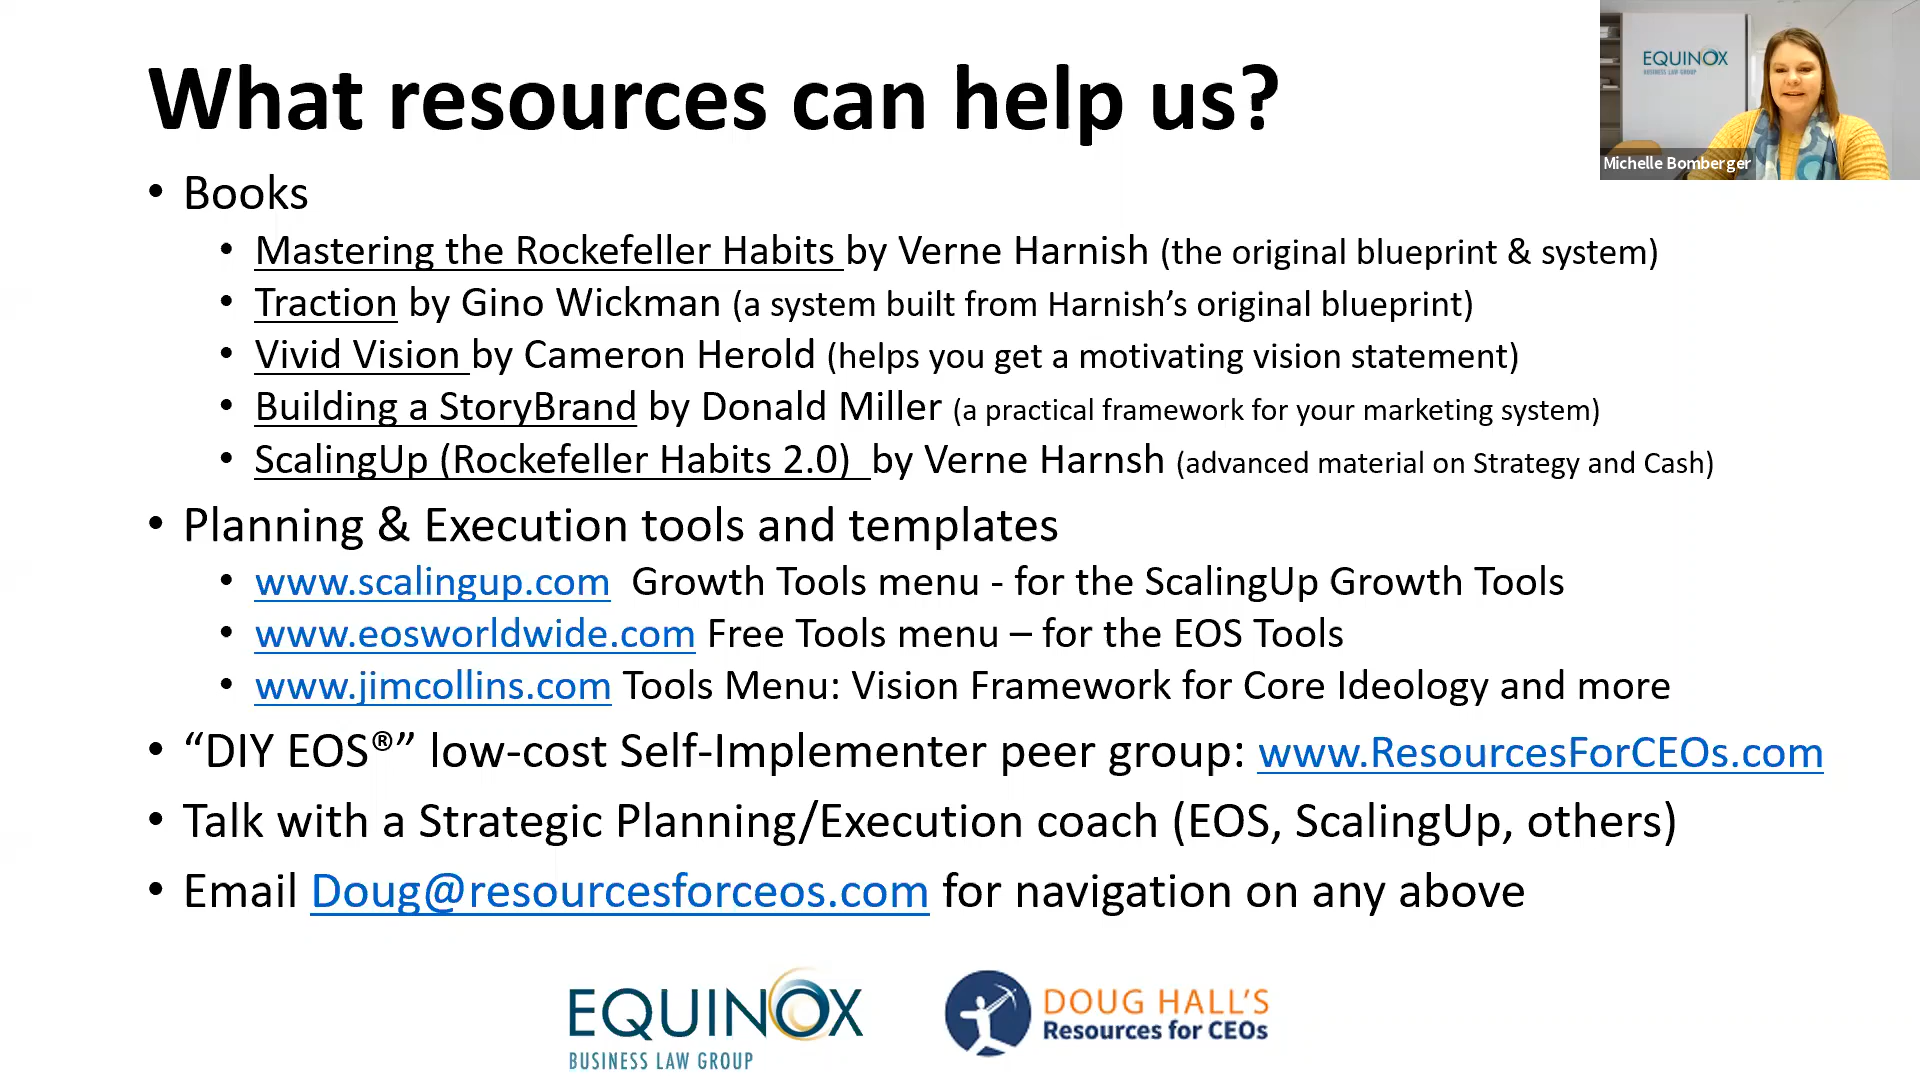 What resources can help us?
EQUINOX
BUSINESS LAW GROUP
Michelle Bomberger
• Books
• Mastering the Rockefeller Habits by Verne Harnish (the original blueprint & system)
• Traction by Gino Wickman (a system built from Harnish’s original blueprint)
• Vivid Vision by Cameron Herold (helps you get a motivating vision statement)
• Building a StoryBrand by Donald Miller (a practical framework for your marketing system)
• ScalingUp (Rockefeller Habits 2.0) by Verne Harnsh (advanced material on Strategy and Cash)
• Planning & Execution tools and templates
• www.scalingup.com Growth Tools menu - for the ScalingUp Growth Tools
• www.eosworldwide.com Free Tools menu – for the EOS Tools
• www.jimcollins.com Tools Menu: Vision Framework for Core Ideology and more
• “DIY EOS®” low-cost Self-Implementer peer group: www.ResourcesForCEOs.com
• Talk with a Strategic Planning/Execution coach (EOS, ScalingUp, others)
• Email Doug@resourcesforceos.com for navigation on any above
EQUINOX
BUSINESS LAW GROUP
DOUG HALL’S
Resources for CEOs